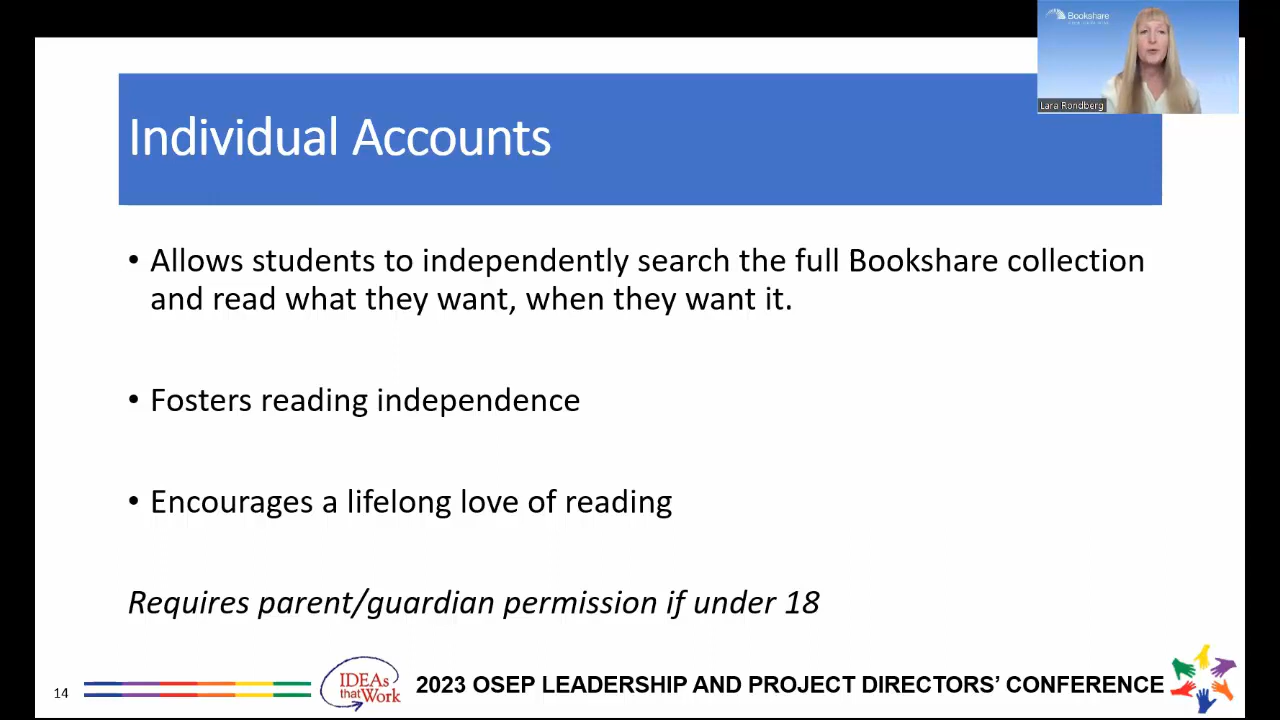 Bookshare
Lara Rondberg
Individual Accounts
• Allows students to independently search the full Bookshare collection
and read what they want, when they want it.
• Fosters reading independence
• Encourages a lifelong love of reading
Requires parent/guardian permission if under 18
14
IDEAs
that Work
2023 OSEP LEADERSHIP AND PROJECT DIRECTORS’ CONFERENCE